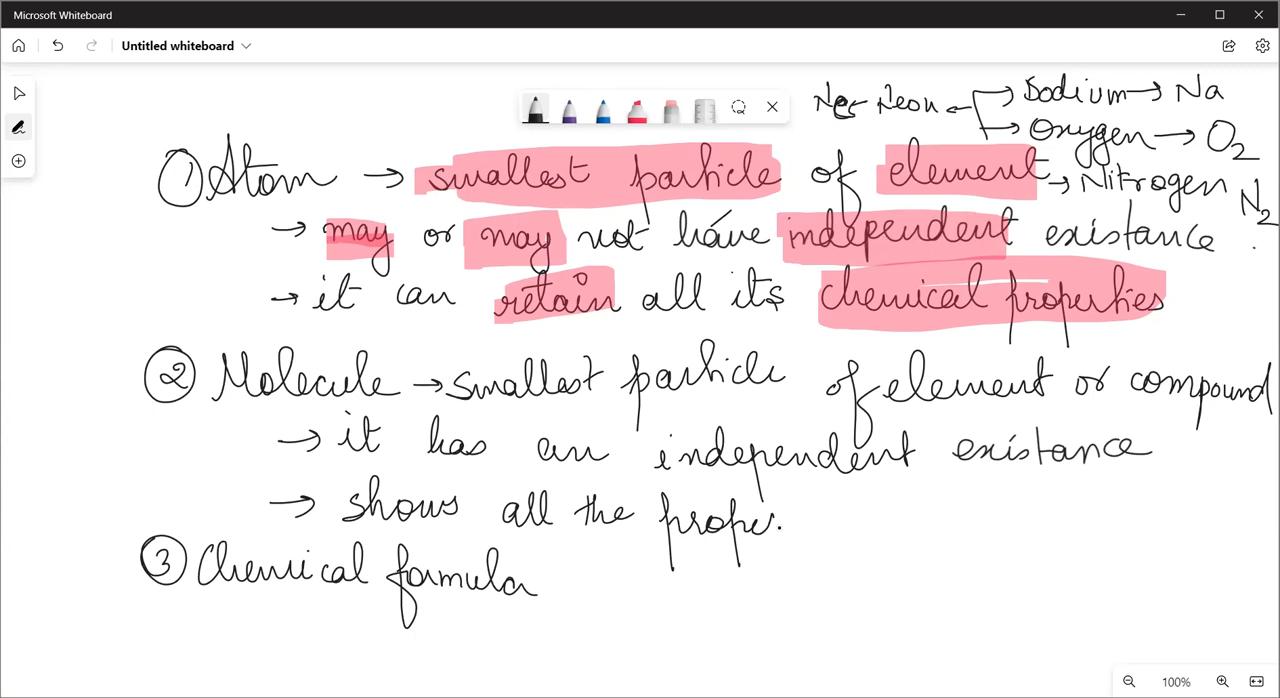 Microsoft Whiteboard
Untitled whiteboard
Ne Neon ← → Sodium → Na
→ Oxygen → O2
→ Nitrogen N2
① Atom → smallest particle of element
→ may or may not have independent existance.
→ it can retain all its chemical properties
② Molecule → smallest particle of element or compound
→ it has an independent existance
→ shows all the proper.
③ Chemical formula
100%